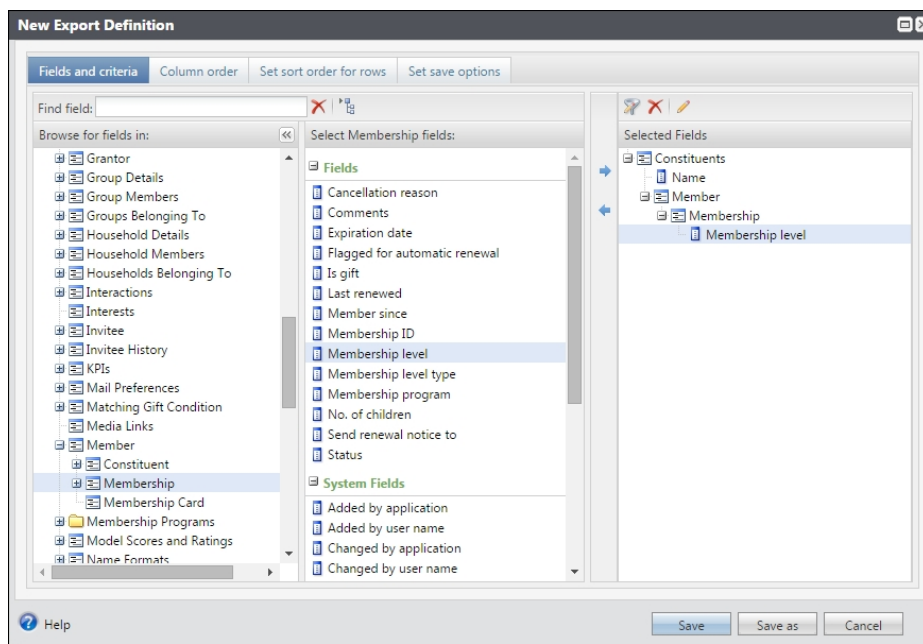 New Export Definition
Fields and criteria
Column order
Set sort order for rows
Set save options
Find field:
Browse for fields in:
Grantor
Group Details
Group Members
Groups Belonging To
Household Details
Household Members
Households Belonging To
Interactions
Interests
Invitee
Invitee History
KPIs
Mail Preferences
Matching Gift Condition
Media Links
Member
Constituent
Membership
Membership Card
Membership Programs
Model Scores and Ratings
Name Formats
Select Membership fields:
Fields
Cancellation reason
Comments
Expiration date
Flagged for automatic renewal
Is gift
Last renewed
Member since
Membership ID
Membership level
Membership level type
Membership program
No. of children
Send renewal notice to
Status
System Fields
Added by application
Added by user name
Changed by application
Changed by user name
Selected Fields
Constituents
Name
Member
Membership
Membership level
Help
Save
Save as
Cancel